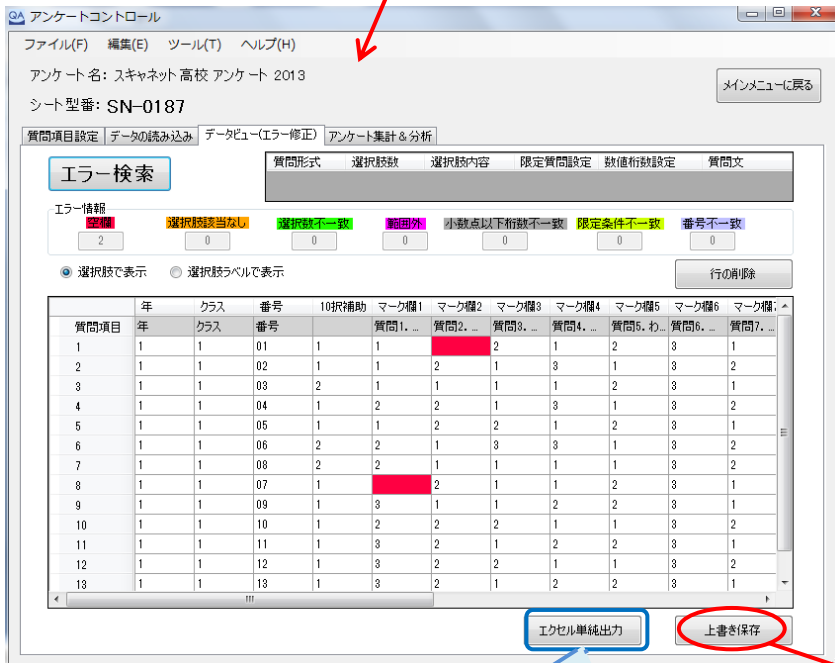 QA アンケートコントロール
ファイル(F) 編集(E) ツール(T) ヘルプ(H)
アンケート名: スキャネット高校 アンケート 2013
メインメニューに戻る
シート型番: SN-0187
質問項目設定 データの読み込み データビュー(エラー修正) アンケート集計＆分析
エラー検索
質問形式 選択肢数 選択肢内容 限定質問設定 数値桁数設定 質問文
エラー情報
空欄 選択肢該当なし 選択数不一致 範囲外 小数点以下桁数不一致 限定条件不一致 番号不一致
2 0 0 0 0 0 0
選択肢で表示 選択肢ラベルで表示
行の削除
年 クラス 番号 10択補助 マーク欄1 マーク欄2 マーク欄3 マーク欄4 マーク欄5 マーク欄6 マーク欄7
質問項目 年 クラス 番号 質問1. ... 質問2. ... 質問3. ... 質問4. ... 質問5. わ... 質問6. ... 質問7. ...
1 1 1 01 1 1 2 1 2 3 1
2 1 1 02 1 1 2 1 3 1 3 2
3 1 1 03 2 1 1 1 1 2 3 1
4 1 1 04 1 2 2 1 3 1 3 2
5 1 1 05 1 1 2 2 1 2 3 1
6 1 1 06 2 2 1 3 3 1 3 2
7 1 1 08 2 2 1 1 1 1 3 2
8 1 1 07 1 2 1 1 2 3 1
9 1 1 09 1 3 1 1 2 2 3 1
10 1 1 10 1 2 2 2 1 1 3 2
11 1 1 11 1 3 2 1 2 2 3 1
12 1 1 12 1 3 2 2 1 1 3 2
13 1 1 13 1 3 2 1 2 2 3 1
エクセル単純出力 上書き保存